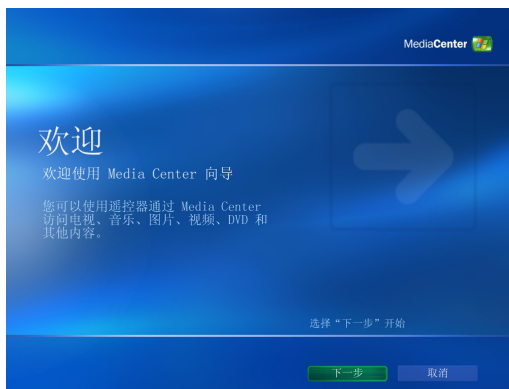 MediaCenter
欢迎
欢迎使用 Media Center 向导
您可以使用遥控器通过 Media Center
访问电视、音乐、图片、视频、DVD 和
其他内容。
选择“下一步”开始
下一步 取消